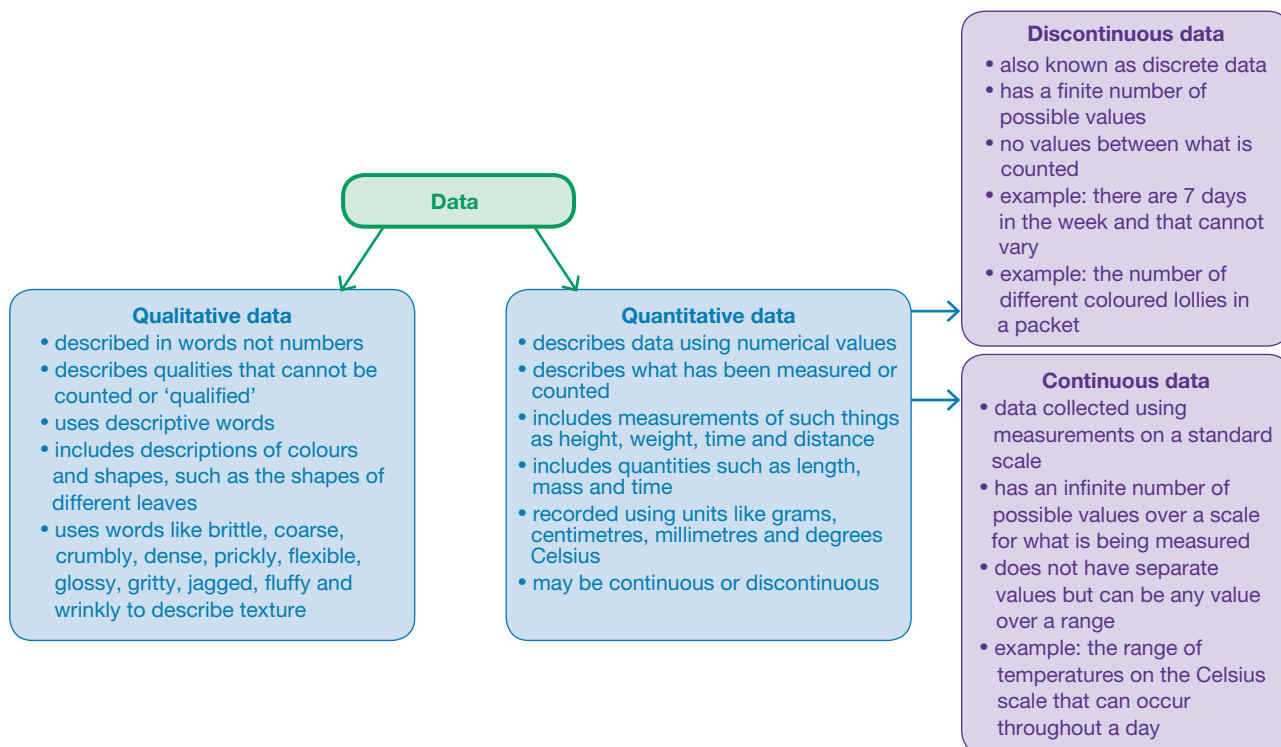 Data
Qualitative data
• described in words not numbers
• describes qualities that cannot be
counted or ‘qualified’
• uses descriptive words
• includes descriptions of colours
and shapes, such as the shapes of
different leaves
• uses words like brittle, coarse,
crumbly, dense, prickly, flexible,
glossy, gritty, jagged, fluffy and
wrinkly to describe texture
Quantitative data
• describes data using numerical values
• describes what has been measured or
counted
• includes measurements of such things
as height, weight, time and distance
• includes quantities such as length,
mass and time
• recorded using units like grams,
centimetres, millimetres and degrees
Celsius
• may be continuous or discontinuous
Discontinuous data
• also known as discrete data
• has a finite number of
possible values
• no values between what is
counted
• example: there are 7 days
in the week and that cannot
vary
• example: the number of
different coloured lollies in
a packet
Continuous data
• data collected using
measurements on a standard
scale
• has an infinite number of
possible values over a scale
for what is being measured
• does not have separate
values but can be any value
over a range
• example: the range of
temperatures on the Celsius
scale that can occur
throughout a day